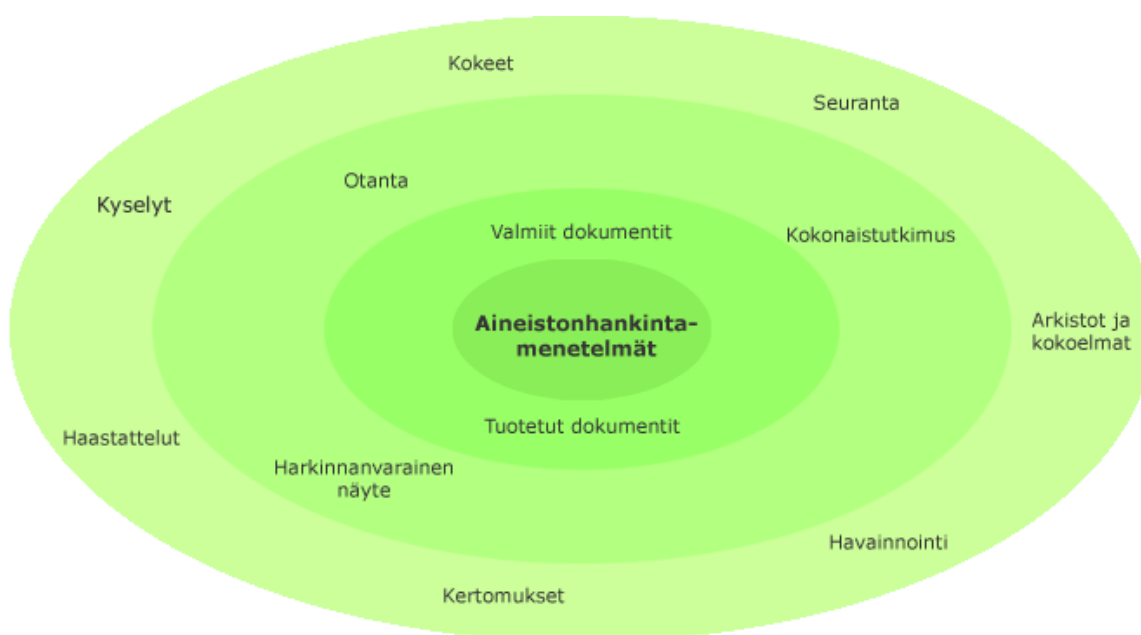 Kokeet
Seuranta
Otanta
Kyselyt
Valmiit dokumentit
Kokonaistutkimus
Aineistonhankinta-
menetelmät
Arkistot ja
kokoelmat
Tuotetut dokumentit
Haastattelut
Harkinnanvarainen
näyte
Havainnointi
Kertomukset